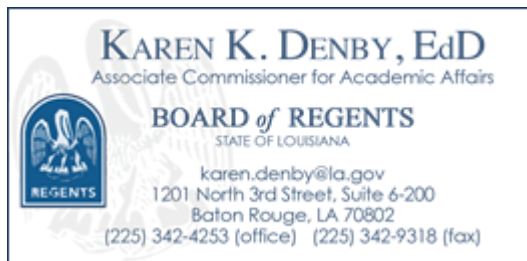 KAREN K. DENBY, EdD
Associate Commissioner for Academic Affairs
BOARD of REGENTS
STATE OF LOUISIANA
REGENTS
karen.denby@la.gov
1201 North 3rd Street, Suite 6-200
Baton Rouge, LA 70802
(225) 342-4253 (office) (225) 342-9318 (fax)